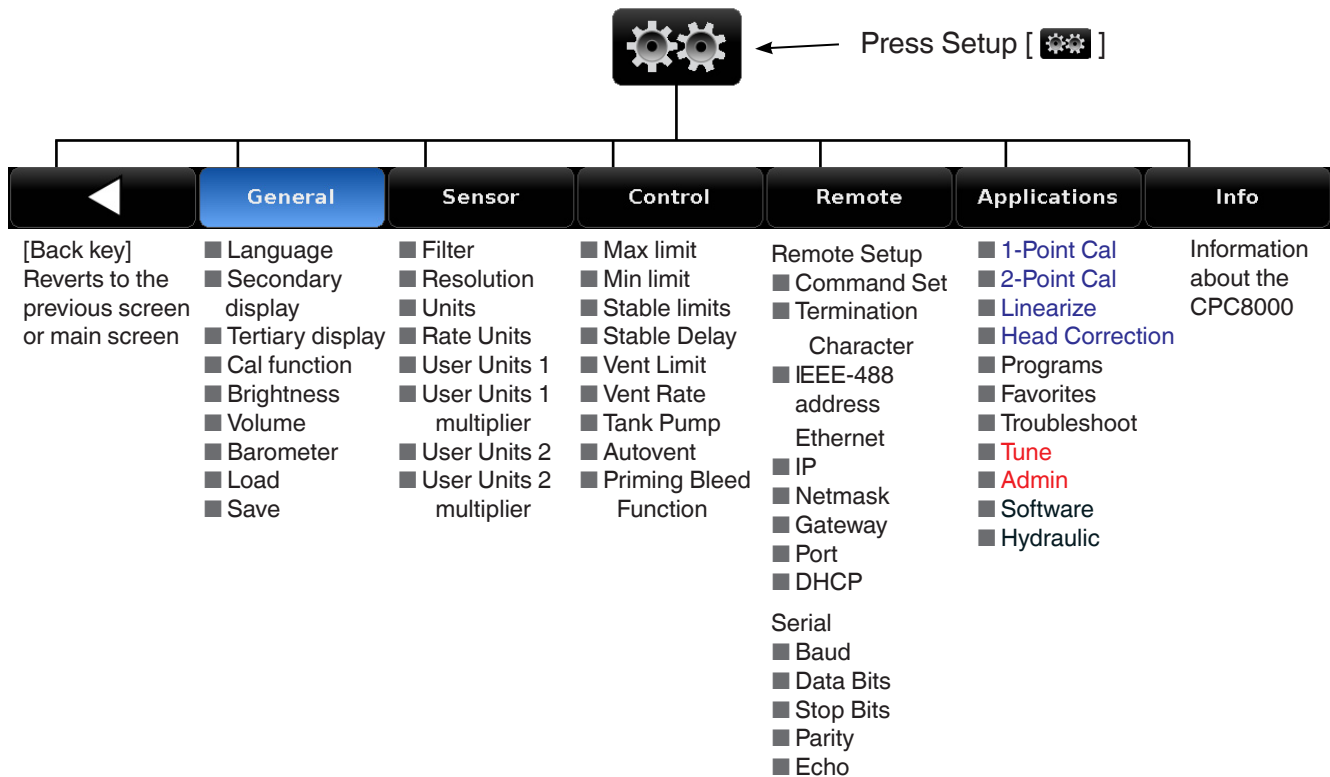 Press Setup [ ]
General
Sensor
Control
Remote
Applications
Info
[Back key]
Reverts to the
previous screen
or main screen
Language
Secondary
display
Tertiary display
Cal function
Brightness
Volume
Barometer
Load
Save
Filter
Resolution
Units
Rate Units
User Units 1
User Units 1
multiplier
User Units 2
User Units 2
multiplier
Max limit
Min limit
Stable limits
Stable Delay
Vent Limit
Vent Rate
Tank Pump
Autovent
Priming Bleed
Function
Remote Setup
Command Set
Termination
Character
IEEE-488
address
Ethernet
IP
Netmask
Gateway
Port
DHCP
Serial
Baud
Data Bits
Stop Bits
Parity
Echo
1-Point Cal
2-Point Cal
Linearize
Head Correction
Programs
Favorites
Troubleshoot
Tune
Admin
Software
Hydraulic
Information
about the
CPC8000